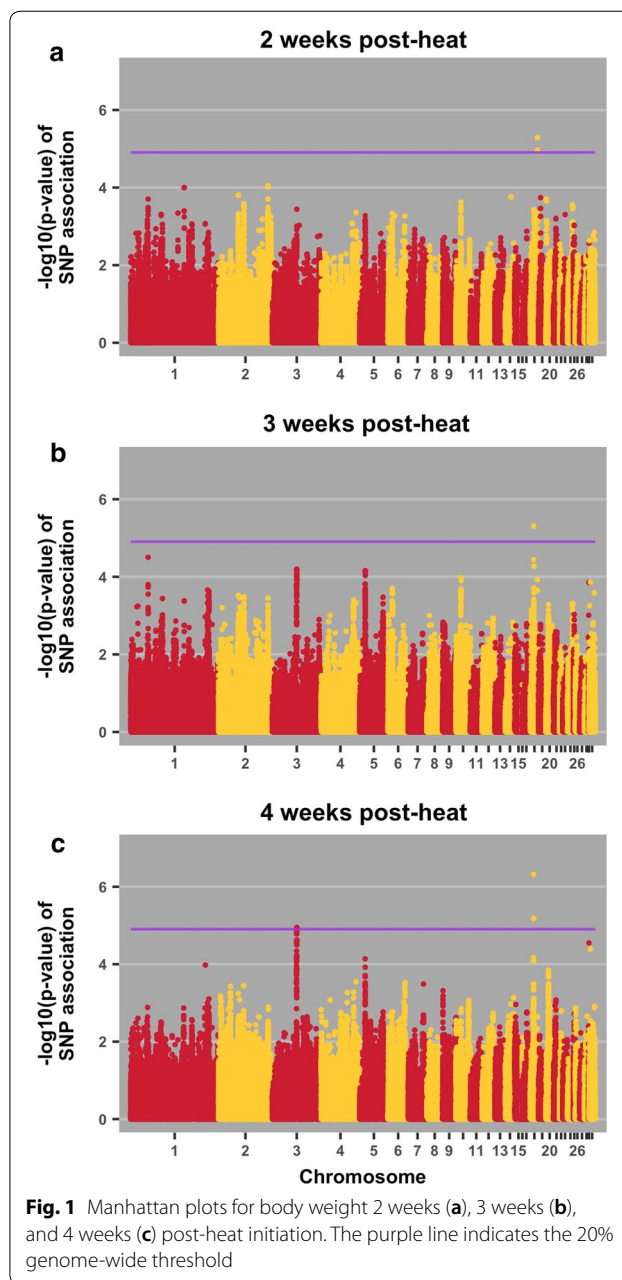 a
2 weeks post-heat
-log10(p-value) of
SNP association
6
4
2
0
1 2 3 4 5 6 7 8 9 11 13 15 20 26
b
3 weeks post-heat
-log10(p-value) of
SNP association
6
4
2
0
1 2 3 4 5 6 7 8 9 11 13 15 20 26
c
4 weeks post-heat
-log10(p-value) of
SNP association
6
4
2
0
1 2 3 4 5 6 7 8 9 11 13 15 20 26
Chromosome
Fig. 1 Manhattan plots for body weight 2 weeks (a), 3 weeks (b),
and 4 weeks (c) post-heat initiation. The purple line indicates the 20%
genome-wide threshold